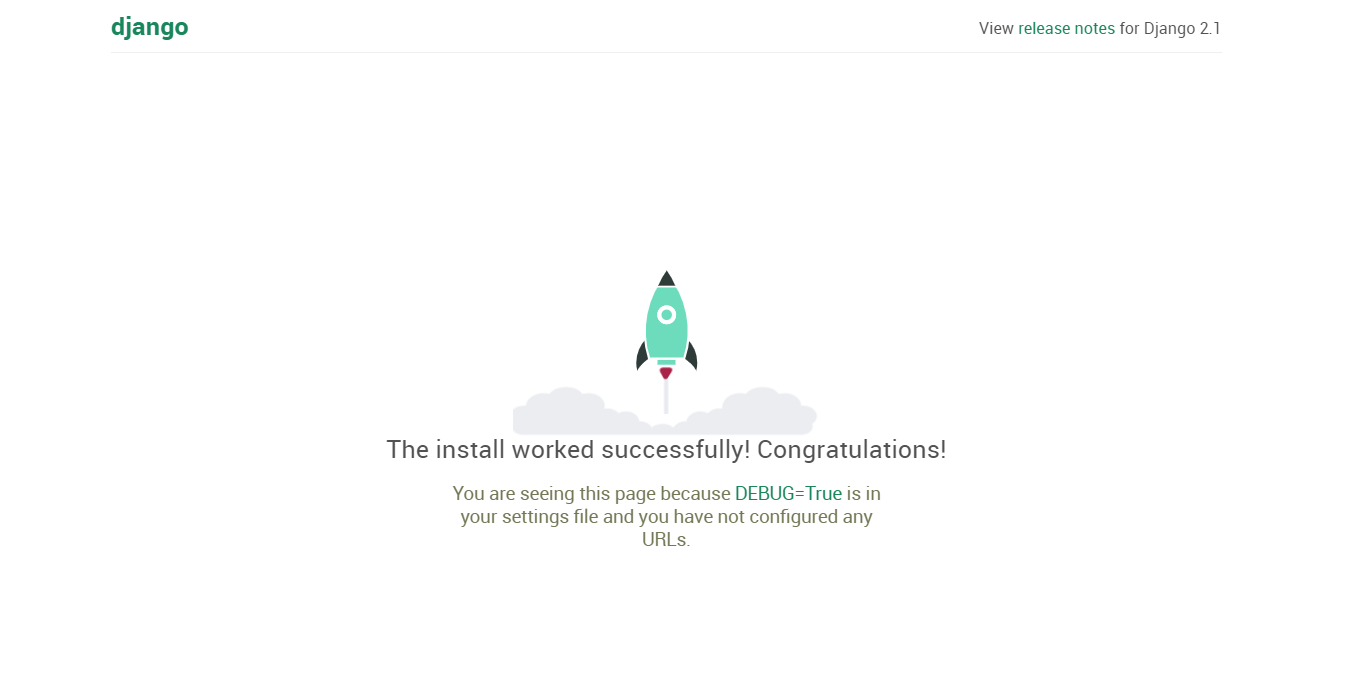 django
View release notes for Django 2.1
The install worked successfully! Congratulations!
You are seeing this page because DEBUG=True is in
your settings file and you have not configured any
URLs.